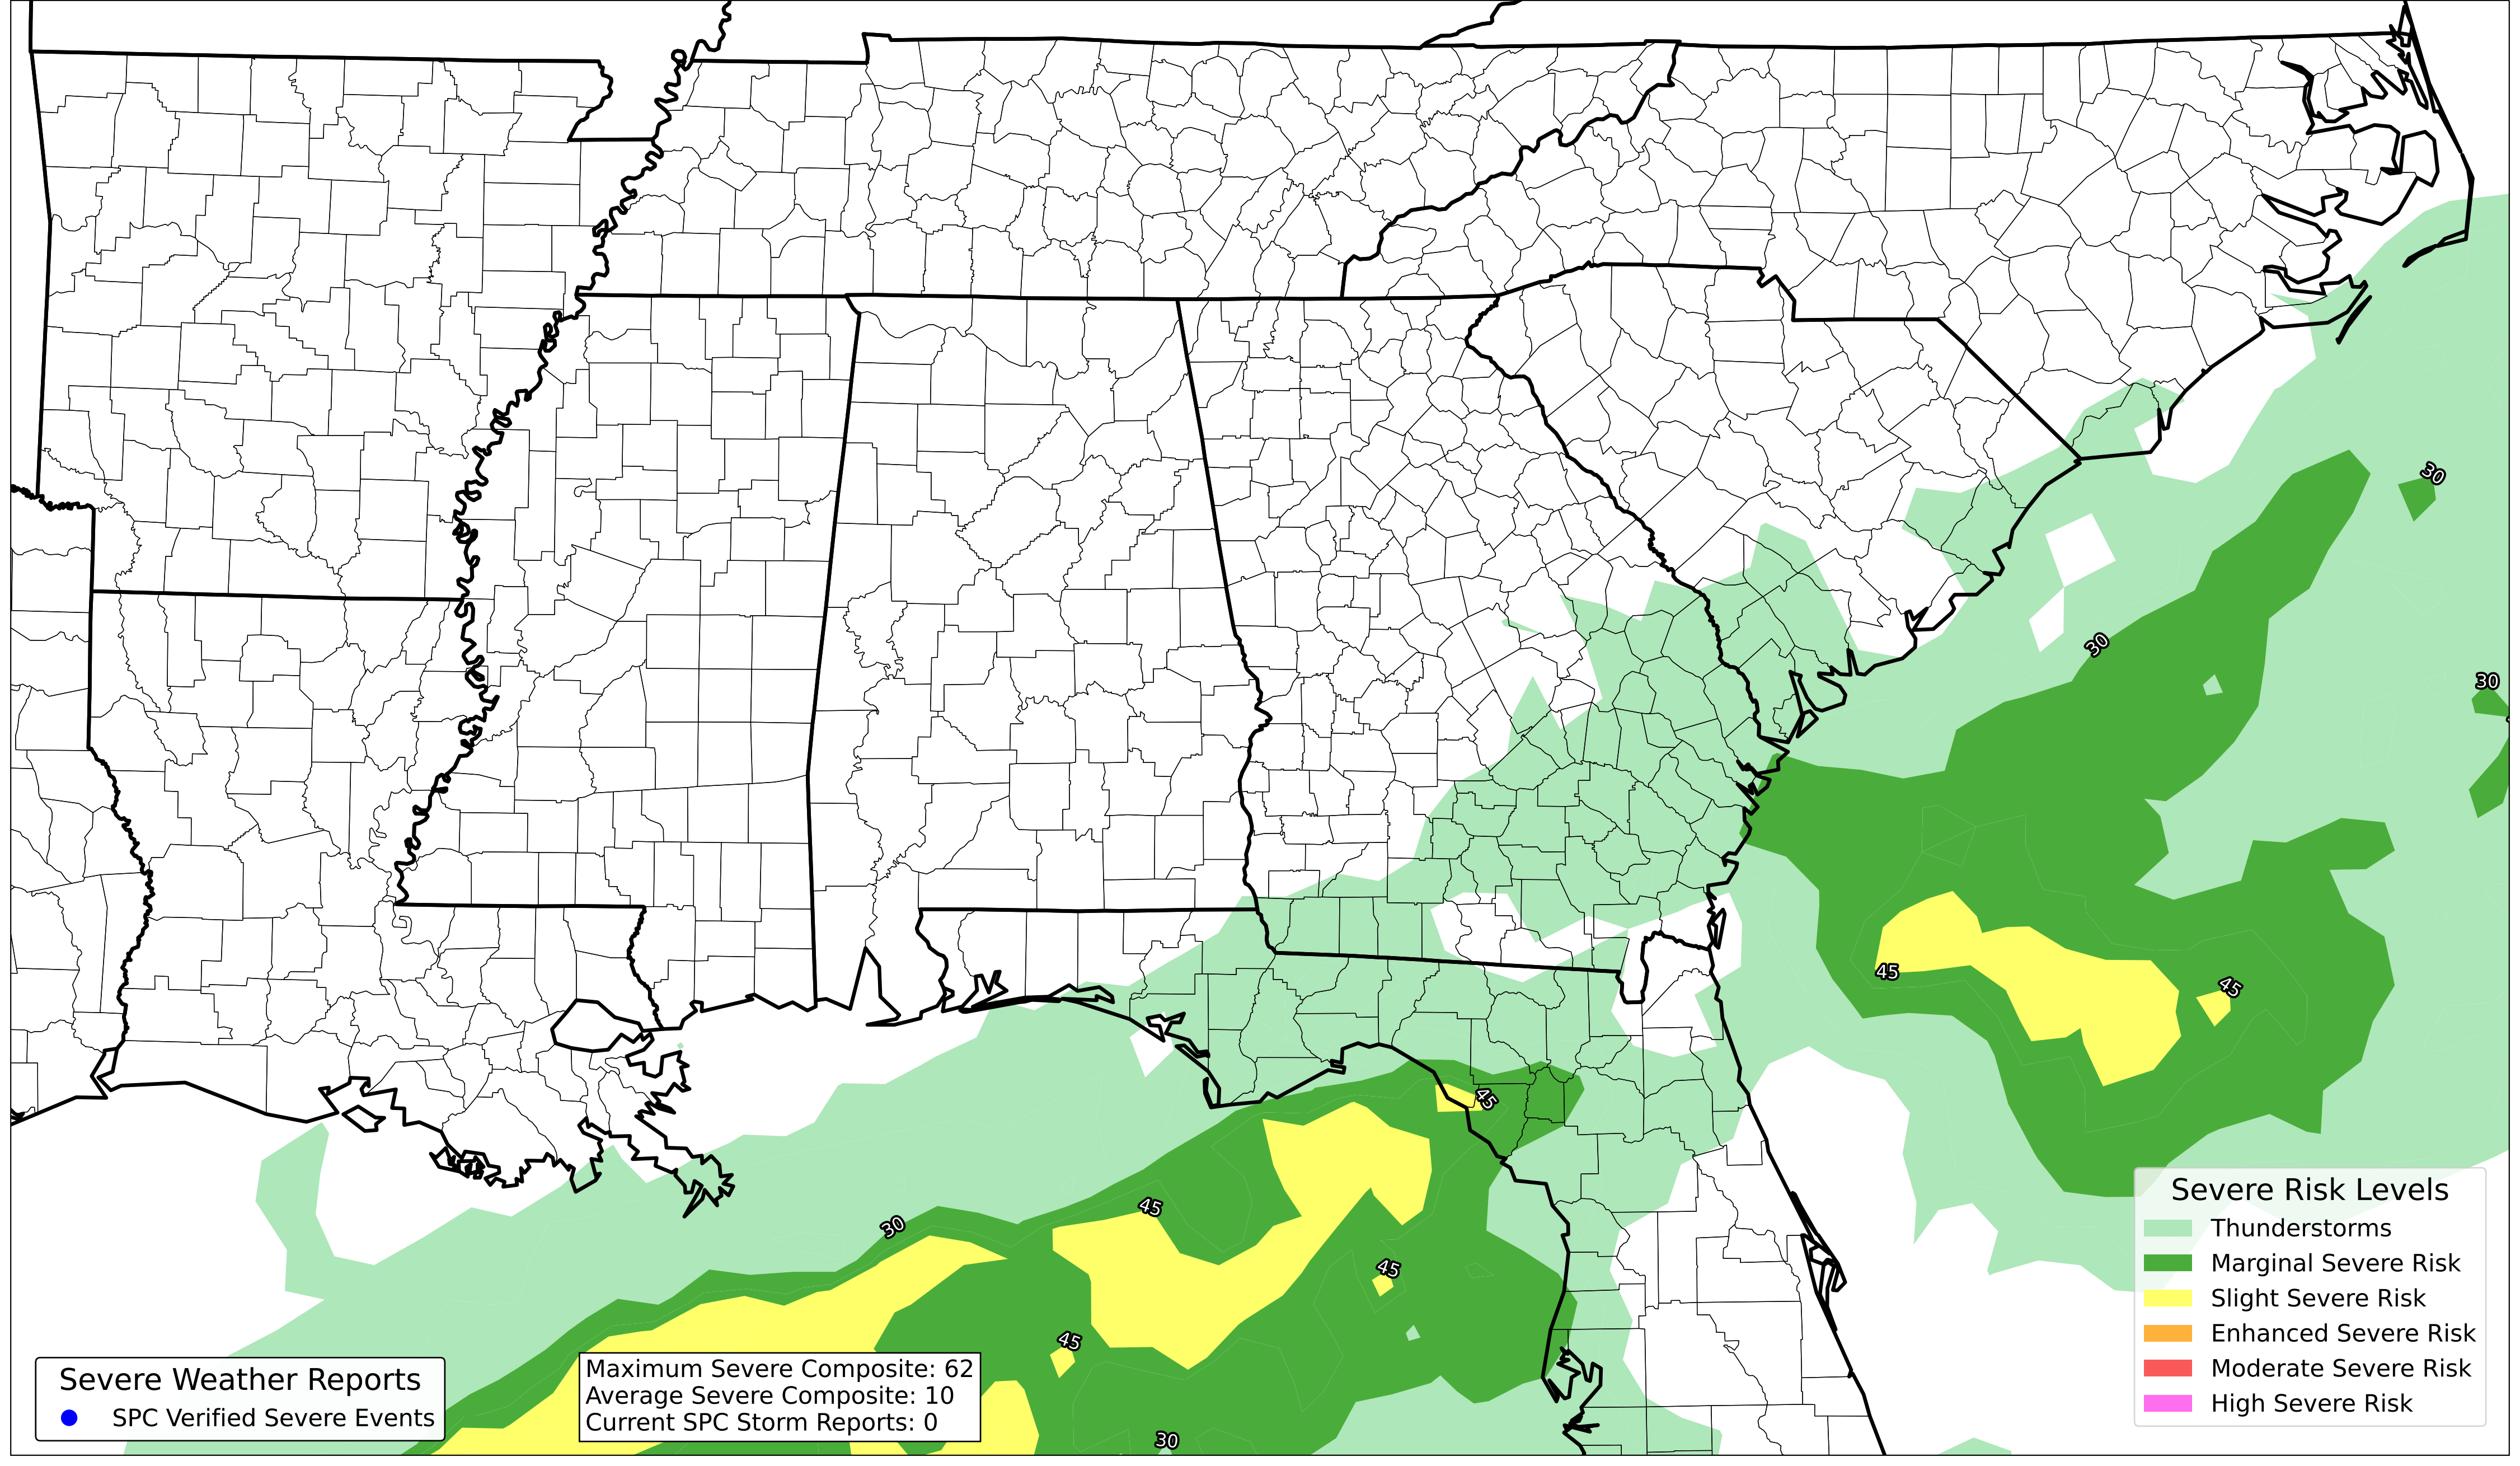 30
30
30
45
45
45
45
30
45
45
30
Severe Risk Levels
Thunderstorms
Marginal Severe Risk
Slight Severe Risk
Enhanced Severe Risk
Moderate Severe Risk
High Severe Risk
Severe Weather Reports
SPC Verified Severe Events
Maximum Severe Composite: 62
Average Severe Composite: 10
Current SPC Storm Reports: 0